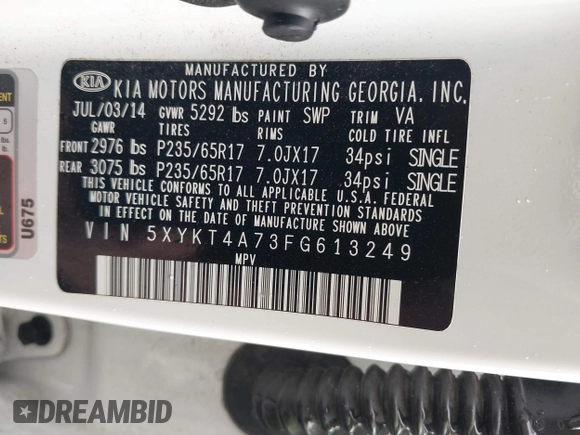 MANUFACTURED BY
KIA KIA MOTORS MANUFACTURING GEORGIA, INC.
JUL/03/14 GVWR 5292 lbs PAINT SWP TRIM VA
GAWR TIRES RIMS COLD TIRE INFL
FRONT 2976 lbs P235/65R17 7.0JX17 34psi SINGLE
REAR 3075 lbs P235/65R17 7.0JX17 34psi SINGLE
THIS VEHICLE CONFORMS TO ALL APPLICABLE U.S.A. FEDERAL
MOTOR VEHICLE SAFETY AND THEFT PREVENTION STANDARDS
IN EFFECT ON THE DATE OF MANUFACTURE SHOWN ABOVE
VIN 5XYKT4A73FG613249
MPV
U675
DREAMBID